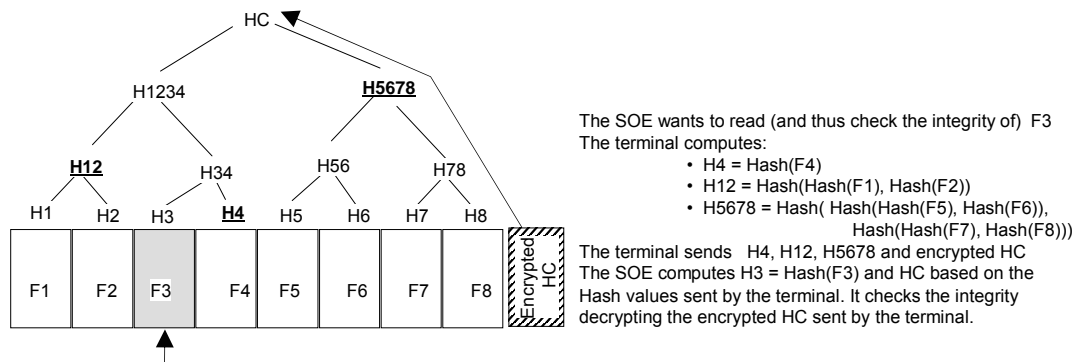 HC
H1234
H5678
H12
H34
H56
H78
H1 H2 H3 H4 H5 H6 H7 H8
F1 F2 F3 F4 F5 F6 F7 F8
Encrypted
HC
The SOE wants to read (and thus check the integrity of) F3
The terminal computes:
• H4 = Hash(F4)
• H12 = Hash(Hash(F1), Hash(F2))
• H5678 = Hash( Hash(Hash(F5), Hash(F6)),
Hash(Hash(F7), Hash(F8)))
The terminal sends H4, H12, H5678 and encrypted HC
The SOE computes H3 = Hash(F3) and HC based on the
Hash values sent by the terminal. It checks the integrity
decrypting the encrypted HC sent by the terminal.